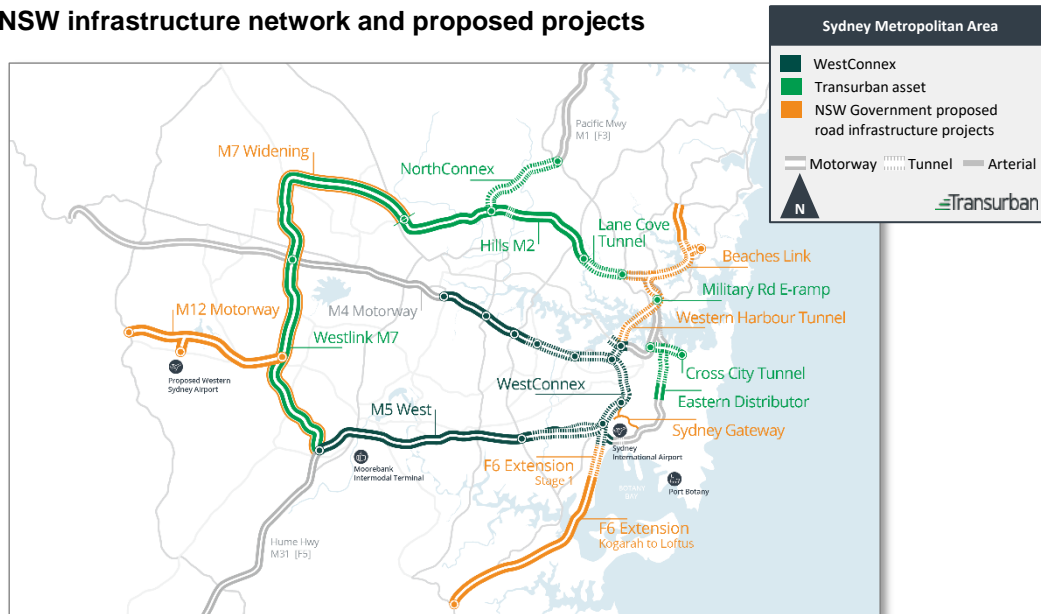 NSW infrastructure network and proposed projects
Sydney Metropolitan Area
WestConnex
Transurban asset
NSW Government proposed
road infrastructure projects
Motorway
Tunnel
Arterial
N
Transurban
Pacific Mwy
M1 [F3]
M7 Widening
NorthConnex
Lane Cove
Tunnel
Hills M2
Beaches Link
Military Rd E-ramp
M12 Motorway
M4 Motorway
Western Harbour Tunnel
Westlink M7
Proposed Western
Sydney Airport
Cross City Tunnel
WestConnex
Eastern Distributor
M5 West
Sydney Gateway
Sydney
International Airport
Moorebank
Intermodal Terminal
F6 Extension
Stage 1
BOTANY
BAY
Port Botany
F6 Extension
Kogarah to Loftus
Hume Hwy
M31 [F5]